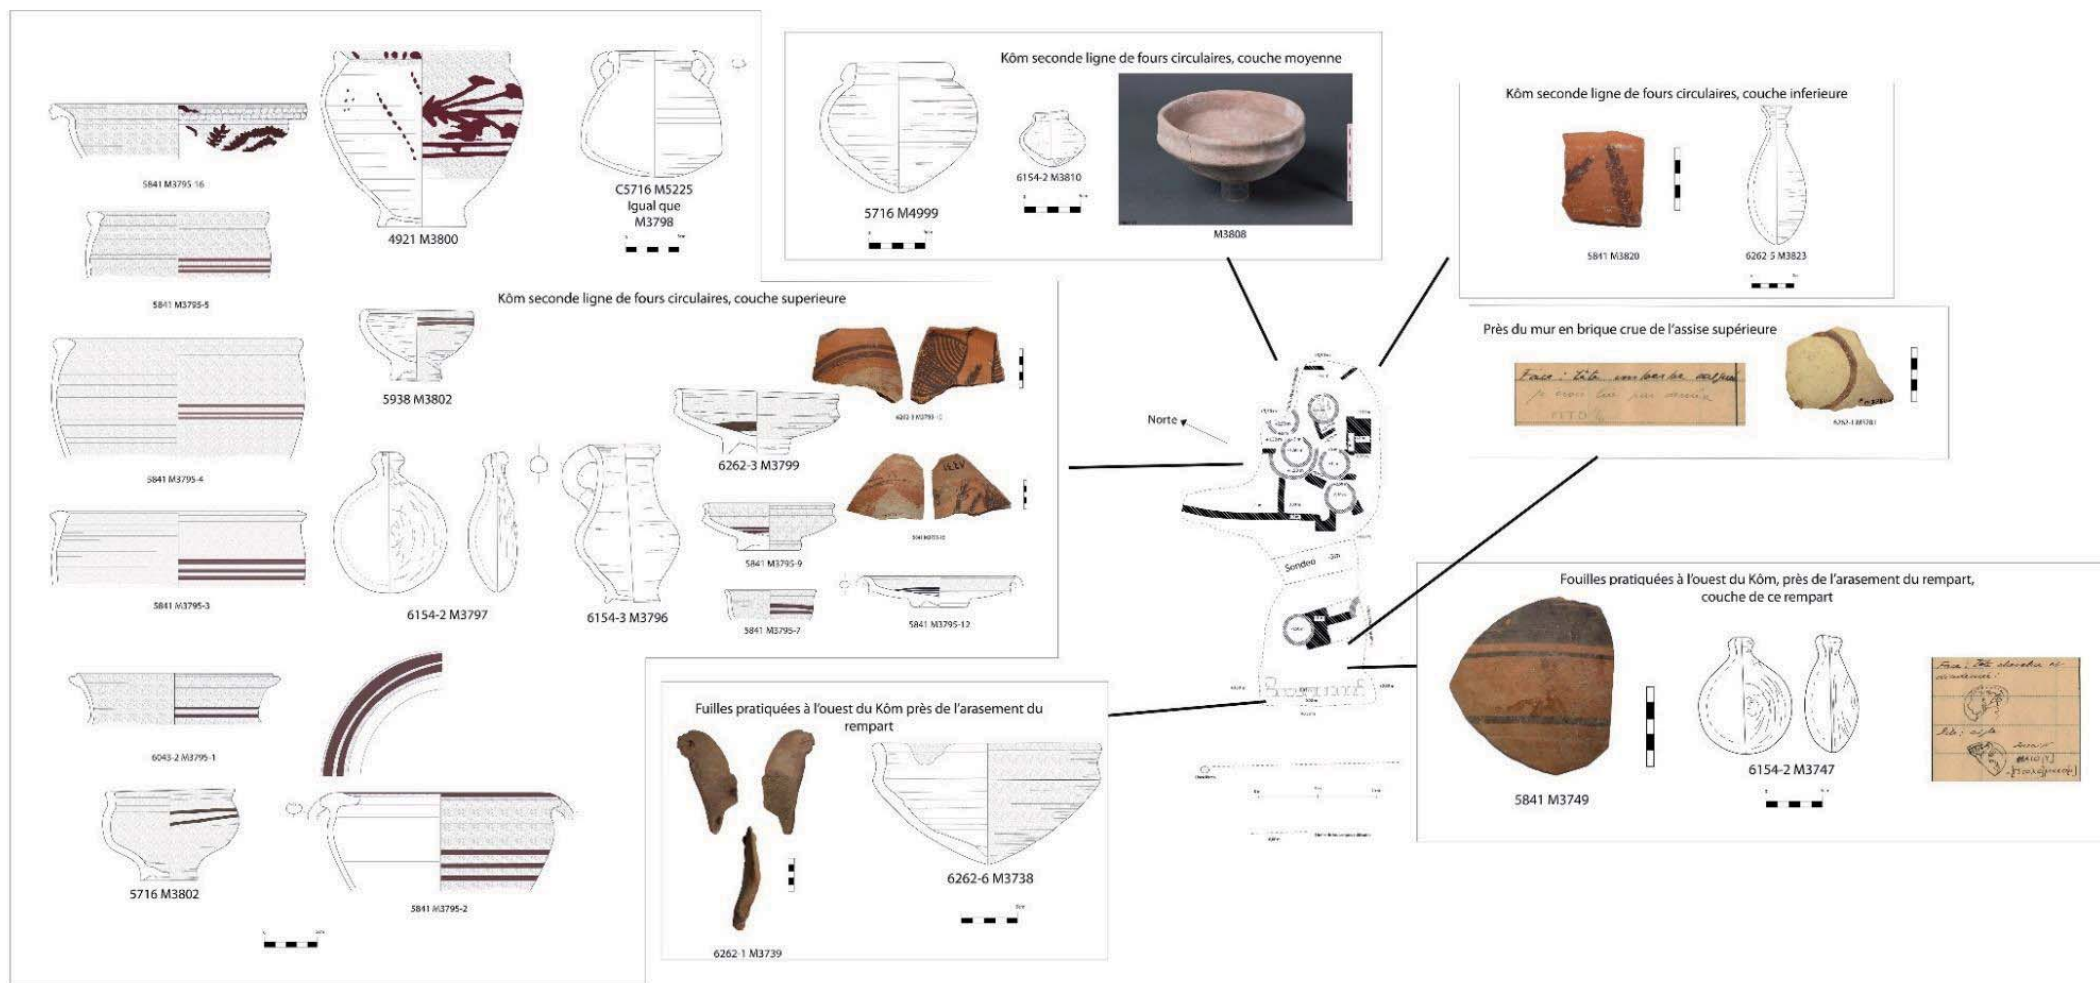 5841 M3795-16
4921 M3800
C5716 M5225
Igual que
M3798
5841 M3795-5
Kôm seconde ligne de fours circulaires, couche superieure
5938 M3802
5841 M3795-4
6262-3 M3799
5841 M3795-3
6154-2 M3797
6154-3 M3796
5841 M3795-9
5841 M3795-7
5841 M3795-12
6043-2 M3795-1
5716 M3802
5841 M3795-2
Kôm seconde ligne de fours circulaires, couche moyenne
5716 M4999
6154-2 M3810
M3808
Kôm seconde ligne de fours circulaires, couche inferieure
5841 M3820
6262-5 M3823
Près du mur en brique crue de l'assise supérieure
Norte
Sondeo
Fouilles pratiquées à l'ouest du Kôm, près de l'arasement du rempart,
couche de ce rempart
5841 M3749
6154-2 M3747
Fuilles pratiquées à l'ouest du Kôm près de l'arasement du
rempart
6262-1 M3739
6262-6 M3738